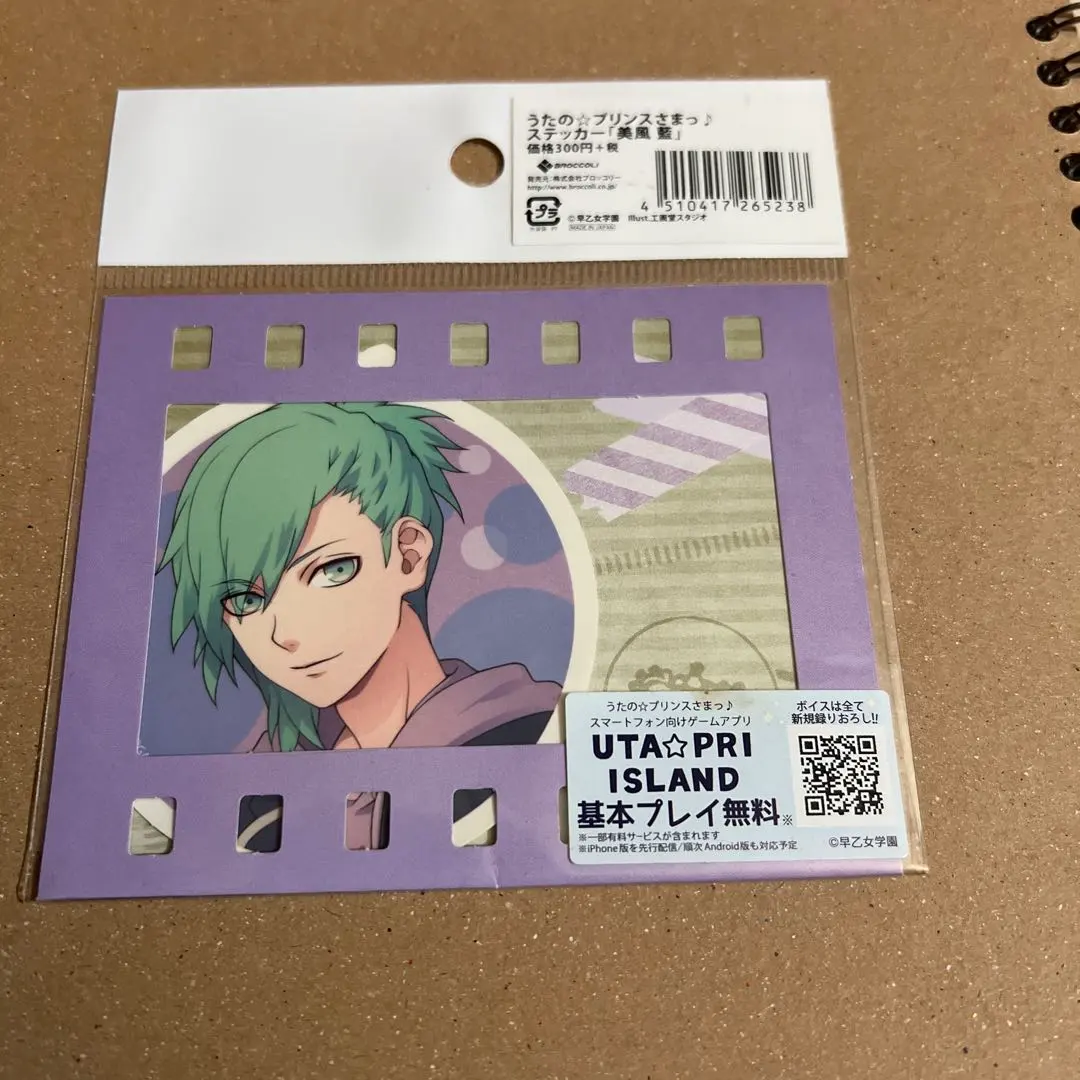 うたの☆プリンスさまっ♪
ステッカー「美風 藍」
価格300円+税
BROCCOLI
発売元:株式会社ブロッコリー
http://www.broccoli.co.jp/
4 510417 265238
プラ
©早乙女学園 Illust.工画堂スタジオ
MADE IN JAPAN
うたの☆プリンスさまっ♪
スマートフォン向けゲームアプリ
UTA☆PRI
ISLAND
基本プレイ無料※
※一部有料サービスが含まれます
※iPhone版を先行配信/順次Android版も対応予定
ボイスは全て
新規録りおろし!!
©早乙女学園